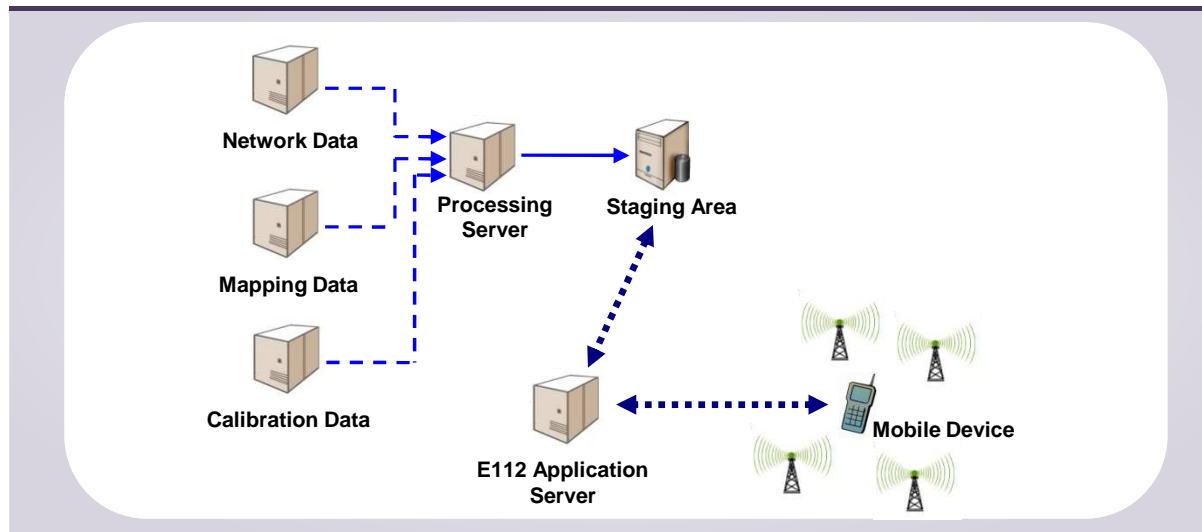 Network Data
Processing
Server
Staging Area
Mapping Data
Calibration Data
Mobile Device
E112 Application
Server